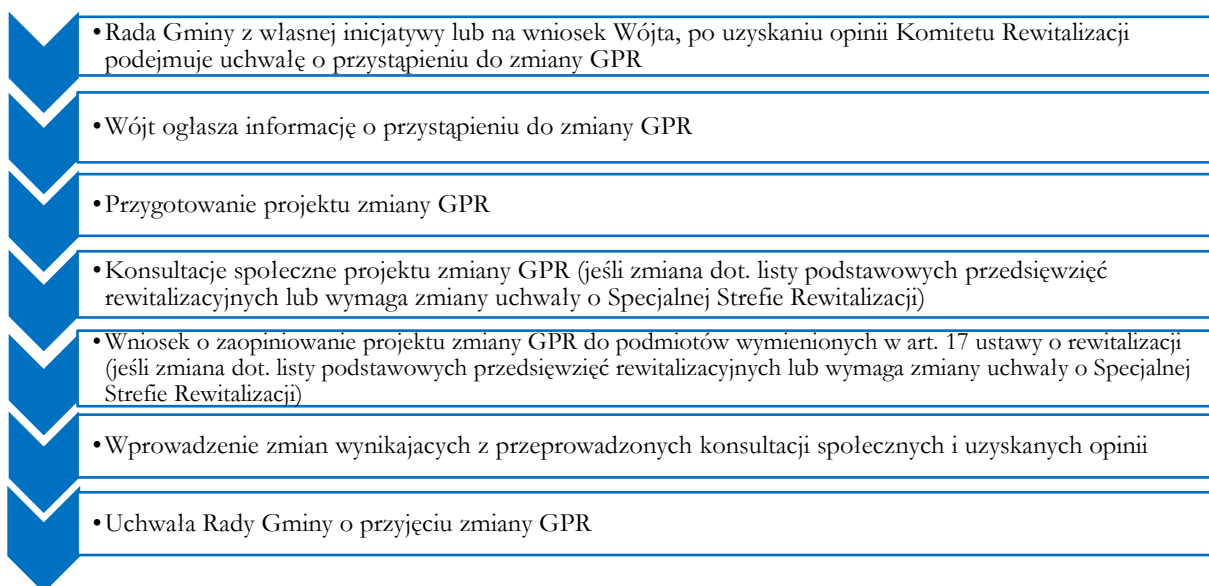 •Rada Gminy z własnej inicjatywy lub na wniosek Wójta, po uzyskaniu opinii Komitetu Rewitalizacji
podejmuje uchwałę o przystąpieniu do zmiany GPR
•Wójt ogłasza informację o przystąpieniu do zmiany GPR
•Przygotowanie projektu zmiany GPR
•Konsultacje społeczne projektu zmiany GPR (jeśli zmiana dot. listy podstawowych przedsięwzięć
rewitalizacyjnych lub wymaga zmiany uchwały o Specjalnej Strefie Rewitalizacji)
•Wniosek o zaopiniowanie projektu zmiany GPR do podmiotów wymienionych w art. 17 ustawy o rewitalizacji
(jeśli zmiana dot. listy podstawowych przedsięwzięć rewitalizacyjnych lub wymaga zmiany uchwały o Specjalnej
Strefie Rewitalizacji)
•Wprowadzenie zmian wynikajacych z przeprowadzonych konsultacji społecznych i uzyskanych opinii
•Uchwała Rady Gminy o przyjęciu zmiany GPR